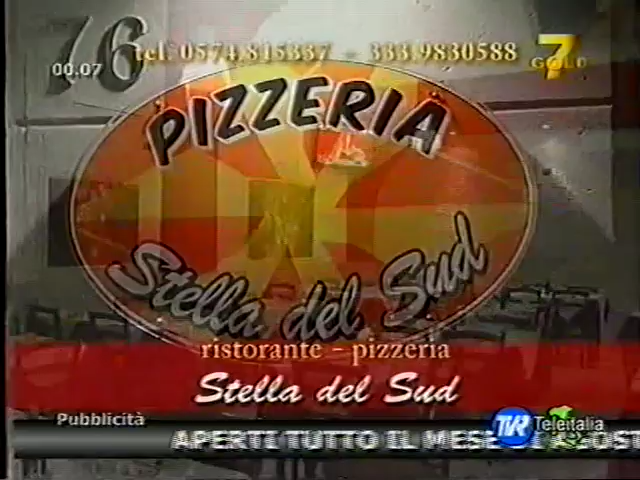 76
tel. 0574.815337 - 333.9830588
00.07
7
GOLD
PIZZERIA
Stella del Sud
ristorante - pizzeria
Stella del Sud
Pubblicità
TVR Teleitalia
APERTI TUTTO IL MESE